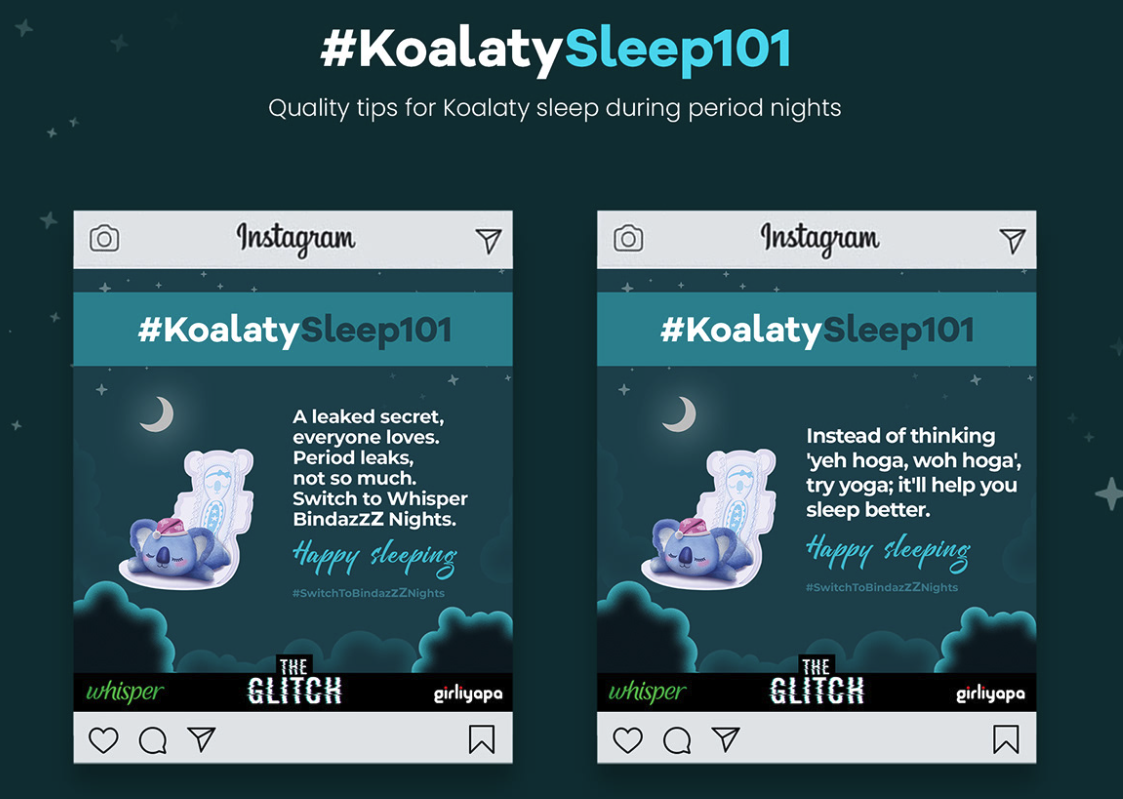 #KoalatySleep101
Quality tips for Koalaty sleep during period nights
Instagram
#KoalatySleep101
A leaked secret,
everyone loves.
Period leaks,
not so much.
Switch to Whisper
BindazzZ Nights.
Happy sleeping
#SwitchToBindazZZNights
whisper
THE
GLITCH
girliyapa
Instagram
#KoalatySleep101
Instead of thinking
'yeh hoga, woh hoga',
try yoga; it'll help you
sleep better.
Happy sleeping
#SwitchToBindazZZNights
whisper
THE
GLITCH
girliyapa